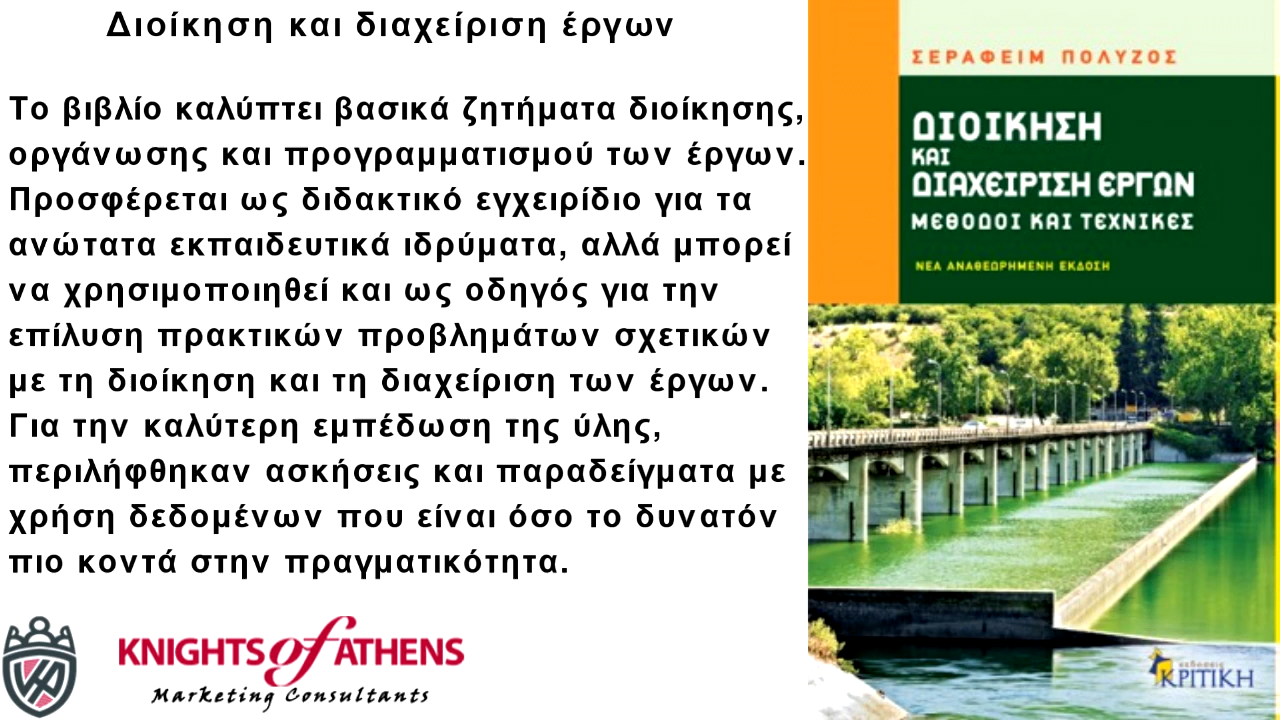 Διοίκηση και διαχείριση έργων
Το βιβλίο καλύπτει βασικά ζητήματα διοίκησης,
οργάνωσης και προγραμματισμού των έργων.
Προσφέρεται ως διδακτικό εγχειρίδιο για τα
ανώτατα εκπαιδευτικά ιδρύματα, αλλά μπορεί
να χρησιμοποιηθεί και ως οδηγός για την
επίλυση πρακτικών προβλημάτων σχετικών
με τη διοίκηση και τη διαχείριση των έργων.
Για την καλύτερη εμπέδωση της ύλης,
περιλήφθηκαν ασκήσεις και παραδείγματα με
χρήση δεδομένων που είναι όσο το δυνατόν
πιο κοντά στην πραγματικότητα.
KNIGHTS of ATHENS
Marketing Consultants
ΣΕΡΑΦΕΙΜ ΠΟΛΥΖΟΣ
ΔΙΟΙΚΗΣΗ
ΚΑΙ
ΔΙΑΧΕΙΡΙΣΗ ΕΡΓΩΝ
ΜΕΘΟΔΟΙ ΚΑΙ ΤΕΧΝΙΚΕΣ
ΝΕΑ ΑΝΑΘΕΩΡΗΜΕΝΗ ΕΚΔΟΣΗ
εκδοσεις
ΚΡΙΤΙΚΗ